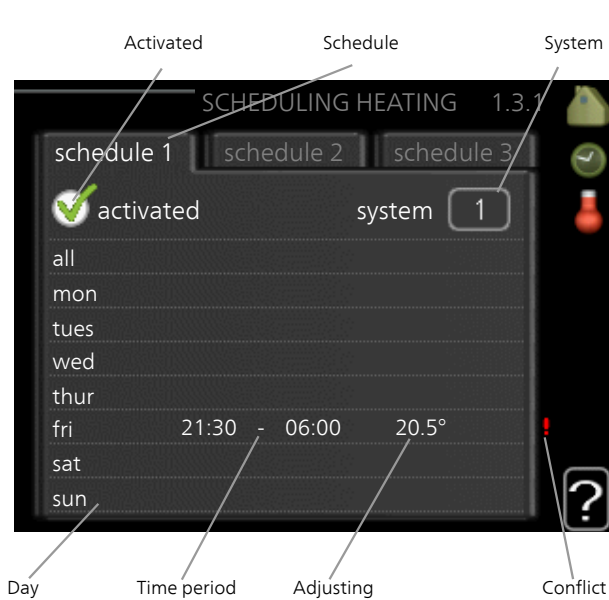 Activated Schedule System
SCHEDULING HEATING 1.3.1
schedule 1 schedule 2 schedule 3
activated system 1
all
mon
tues
wed
thur
fri 21:30 - 06:00 20.5° !
sat
sun
?
Day Time period Adjusting Conflict